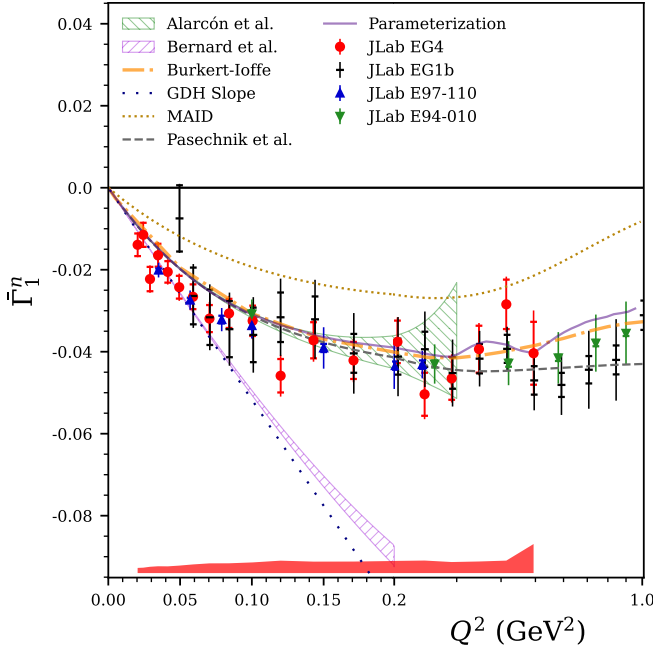 Alarcón et al.
Bernard et al.
Burkert-Ioffe
GDH Slope
MAID
Pasechnik et al.
Parameterization
JLab EG4
JLab EG1b
JLab E97-110
JLab E94-010
0.04
0.02
0.0
-0.02
-0.04
-0.06
-0.08
Γ̄₁ⁿ
0.00 0.05 0.10 0.15 0.2 1.0
Q² (GeV²)